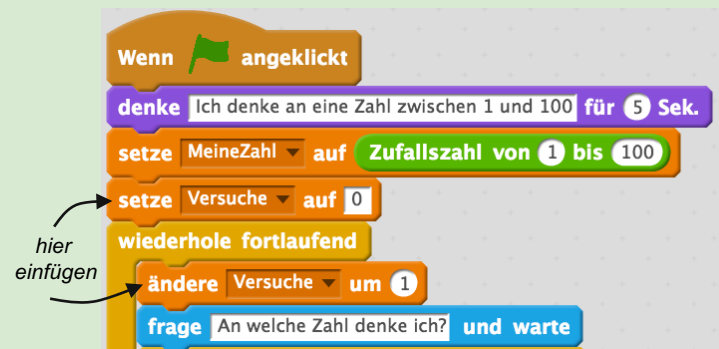 Wenn angeklickt
denke Ich denke an eine Zahl zwischen 1 und 100 für 5 Sek.
setze MeineZahl auf Zufallszahl von 1 bis 100
setze Versuche auf 0
wiederhole fortlaufend
hier
einfügen
ändere Versuche um 1
frage An welche Zahl denke ich? und warte